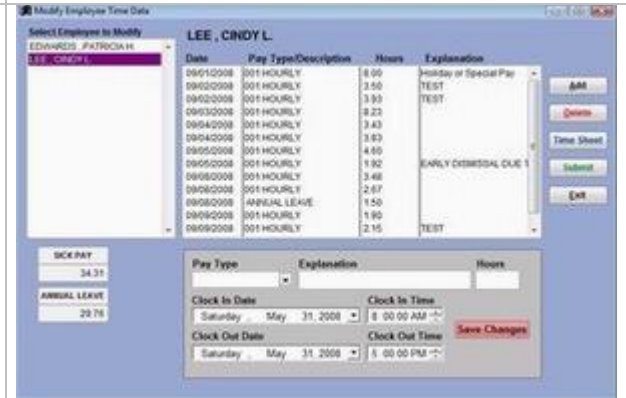 Modify Employee Time Data
Select Employee to Modify
EDWARDS , PATRICIA H.
LEE , CINDY L.
LEE , CINDY L.
Date Pay Type/Description Hours Explanation
09/01/2008 001 HOURLY 8.00 Holiday or Special Pay
09/02/2008 001 HOURLY 3.50 TEST
09/02/2008 001 HOURLY 3.93 TEST
09/03/2008 001 HOURLY 8.23
09/04/2008 001 HOURLY 3.43
09/04/2008 001 HOURLY 3.83
09/05/2008 001 HOURLY 4.60
09/05/2008 001 HOURLY 1.92 EARLY DISMISSAL DUE T
09/08/2008 001 HOURLY 3.48
09/08/2008 001 HOURLY 2.67
09/08/2008 ANNUAL LEAVE 1.50
09/09/2008 001 HOURLY 1.90
09/09/2008 001 HOURLY 2.15 TEST
Add
Delete
Time Sheet
Submit
Exit
SICK PAY
34.31
ANNUAL LEAVE
29.76
Pay Type Explanation Hours
Clock In Date Clock In Time
Saturday , May 31, 2008 8:00:00 AM
Clock Out Date Clock Out Time
Saturday , May 31, 2008 5:00:00 PM
Save Changes